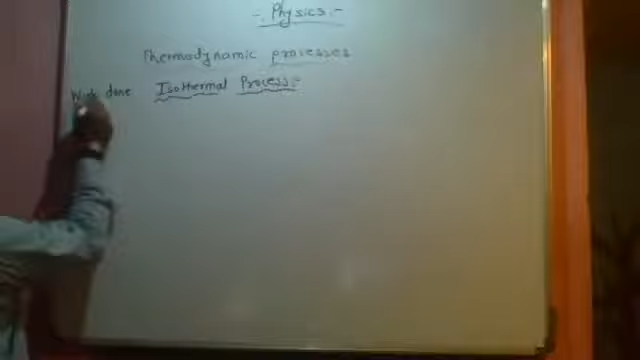 -. Physics.-
Thermodynamic processes
Work done Isothermal Process:-